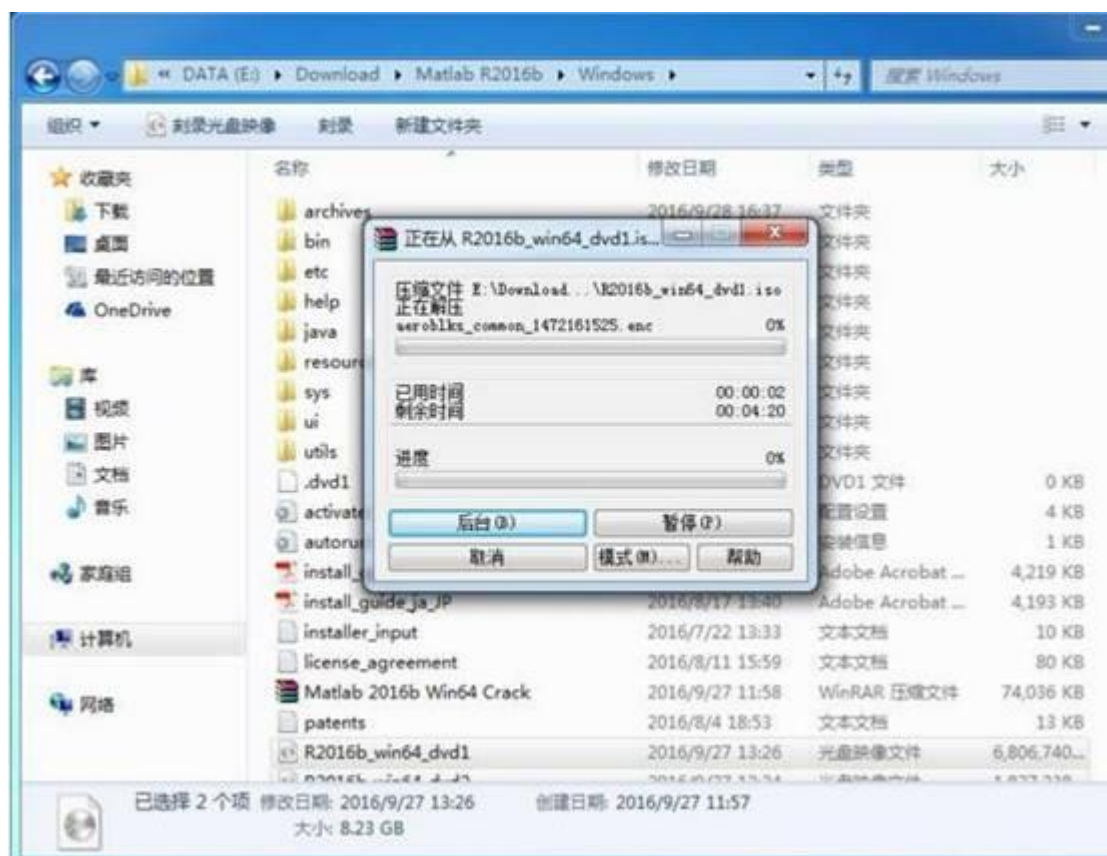 « DATA (E:) ▸ Download ▸ Matlab R2016b ▸ Windows ▸ 搜索 Windows
组织 刻录光盘映像 刻录 新建文件夹
名称 修改日期 类型 大小
收藏夹
下载
桌面
最近访问的位置
OneDrive
库
视频
图片
文档
音乐
家庭组
计算机
网络
archives 2016/9/28 16:37 文件夹
bin 文件夹
etc 文件夹
help 文件夹
java 文件夹
resour 文件夹
sys 文件夹
ui 文件夹
utils 文件夹
.dvd1 DVD1 文件 0 KB
activate 配置设置 4 KB
autorun 安装信息 1 KB
install_ Adobe Acrobat ... 4,219 KB
install_guide_ja_JP 2016/8/17 13:40 Adobe Acrobat ... 4,193 KB
installer_input 2016/7/22 13:33 文本文档 10 KB
license_agreement 2016/8/11 15:59 文本文档 80 KB
Matlab 2016b Win64 Crack 2016/9/27 11:58 WinRAR 压缩文件 74,036 KB
patents 2016/8/4 18:53 文本文档 13 KB
R2016b_win64_dvd1 2016/9/27 13:26 光盘映像文件 6,806,740...
正在从 R2016b_win64_dvd1.is...
压缩文件 E:\Download...\R2016b_win64_dvd1.iso
正在解压
aeroblks_common_1472161525.enc 0%
已用时间 00:00:02
剩余时间 00:04:20
进度 0%
后台(B) 暂停(P)
取消 模式(M)... 帮助
已选择 2 个项 修改日期: 2016/9/27 13:26 创建日期: 2016/9/27 11:57
大小: 8.23 GB